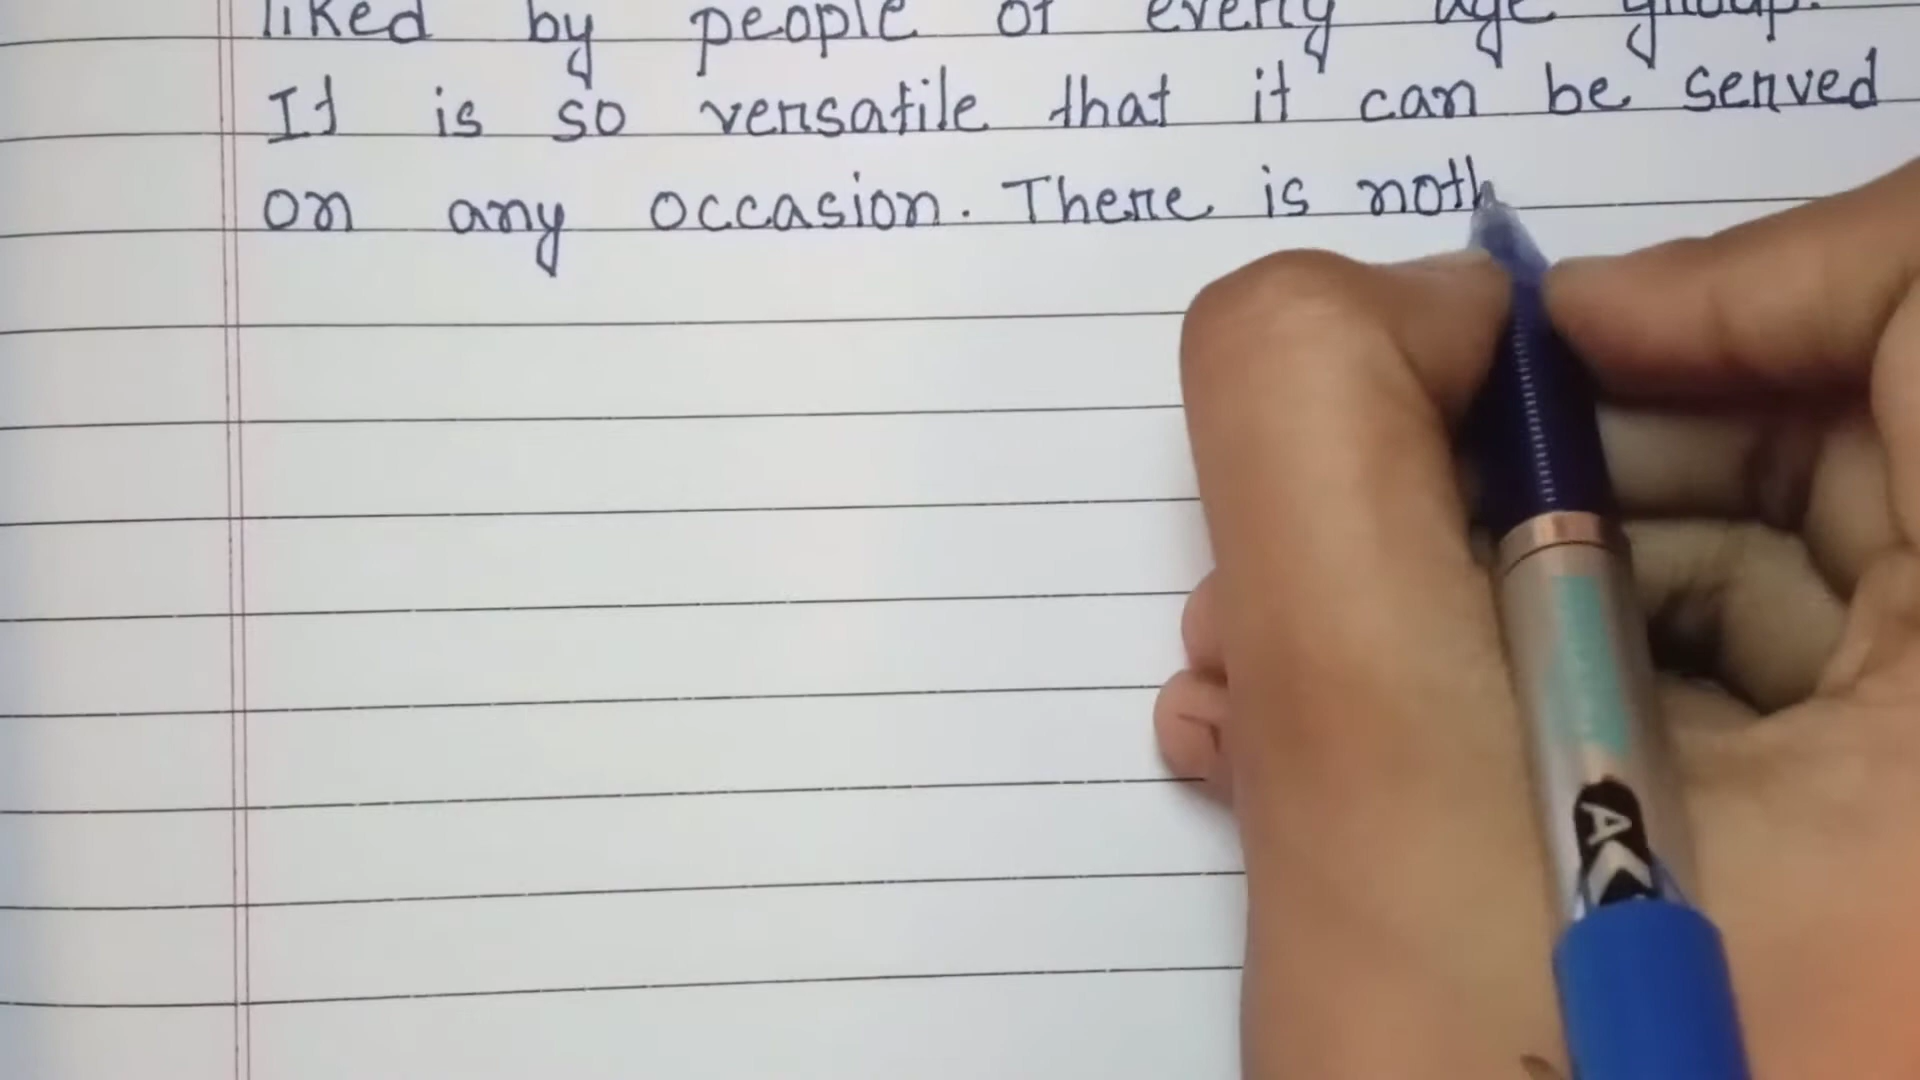 liked by people of every age group.
It is so versatile that it can be served
on any occasion. There is noth